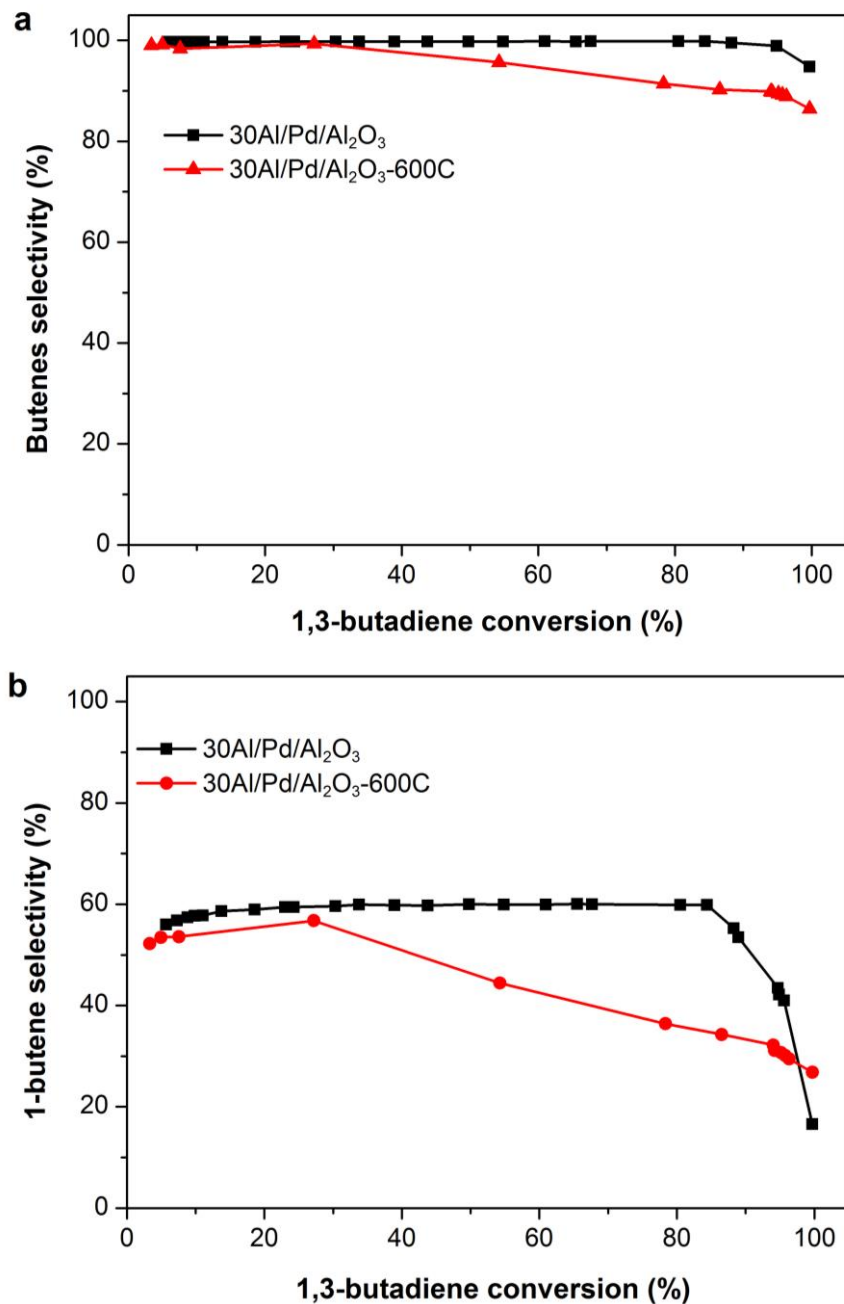 a
100
80
60
40
20
0
Butenes selectivity (%)
30Al/Pd/Al₂O₃
30Al/Pd/Al₂O₃-600C
0 20 40 60 80 100
1,3-butadiene conversion (%)
b
100
80
60
40
20
0
1-butene selectivity (%)
30Al/Pd/Al₂O₃
30Al/Pd/Al₂O₃-600C
0 20 40 60 80 100
1,3-butadiene conversion (%)